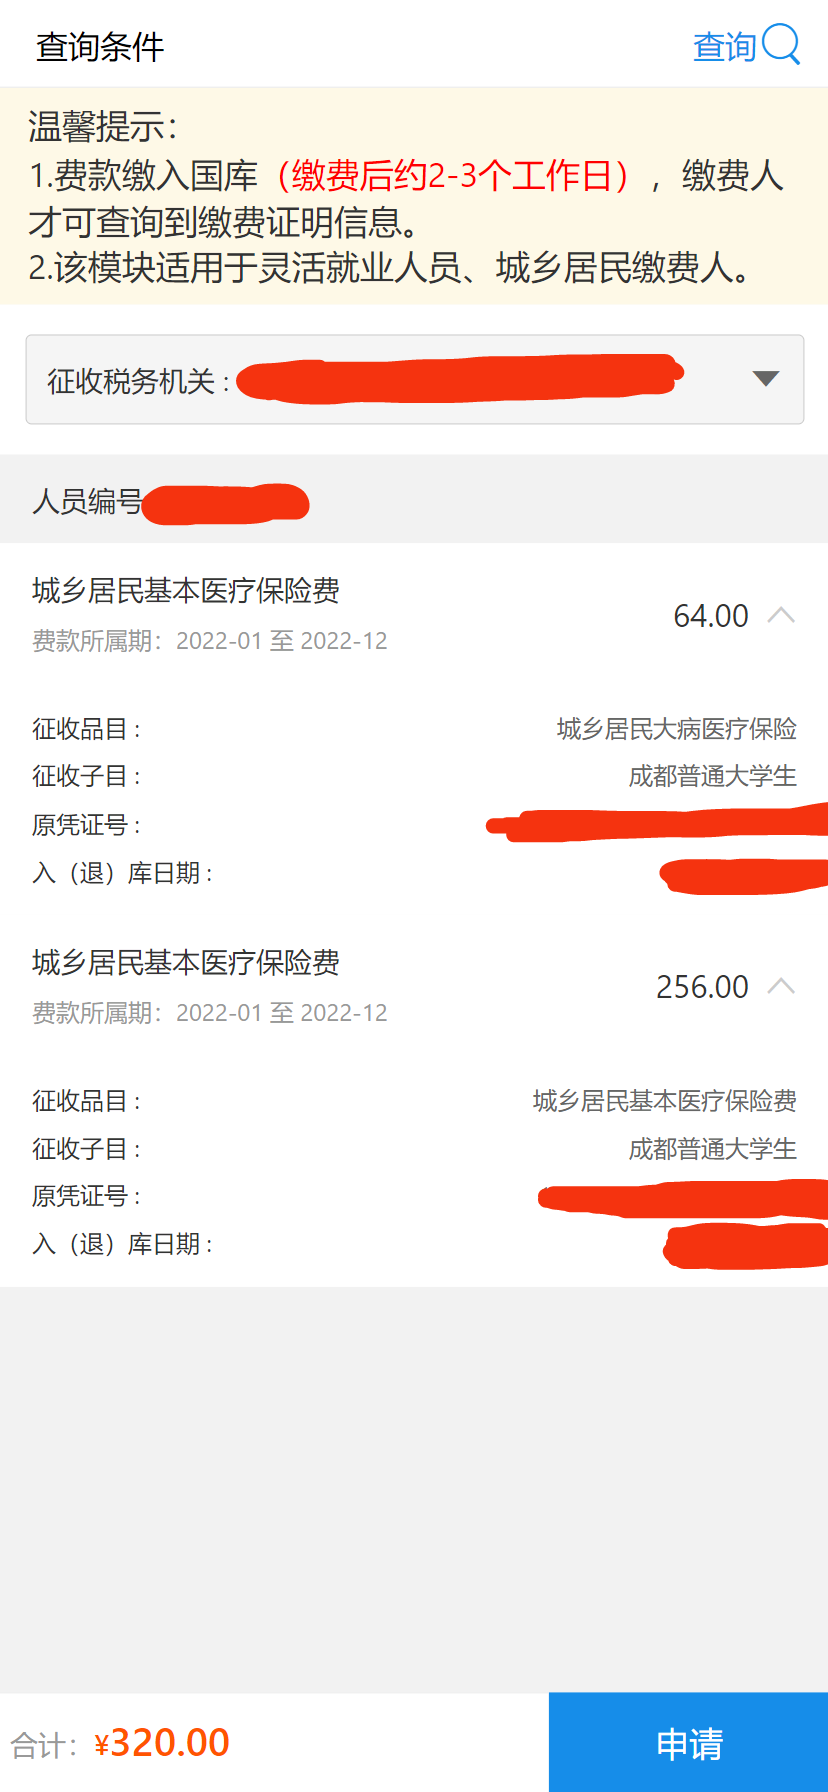 查询条件
查询
温馨提示：
1.费款缴入国库（缴费后约2-3个工作日），缴费人
才可查询到缴费证明信息。
2.该模块适用于灵活就业人员、城乡居民缴费人。
征收税务机关：
人员编号
城乡居民基本医疗保险费
64.00
费款所属期：2022-01 至 2022-12
征收品目：
城乡居民大病医疗保险
征收子目：
成都普通大学生
原凭证号：
入（退）库日期：
城乡居民基本医疗保险费
256.00
费款所属期：2022-01 至 2022-12
征收品目：
城乡居民基本医疗保险费
征收子目：
成都普通大学生
原凭证号：
入（退）库日期：
合计：¥320.00
申请